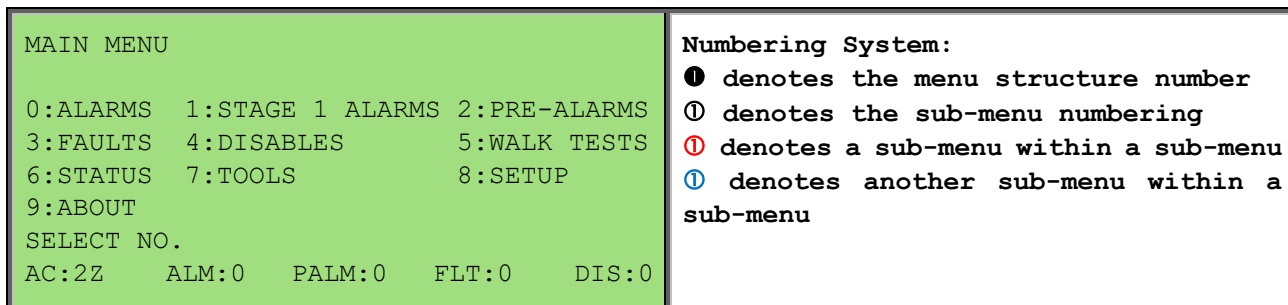 MAIN MENU
0:ALARMS 1:STAGE 1 ALARMS 2:PRE-ALARMS
3:FAULTS 4:DISABLES 5:WALK TESTS
6:STATUS 7:TOOLS 8:SETUP
9:ABOUT
SELECT NO.
AC:2Z ALM:0 PALM:0 FLT:0 DIS:0
Numbering System:
❶ denotes the menu structure number
① denotes the sub-menu numbering
① denotes a sub-menu within a sub-menu
① denotes another sub-menu within a
sub-menu